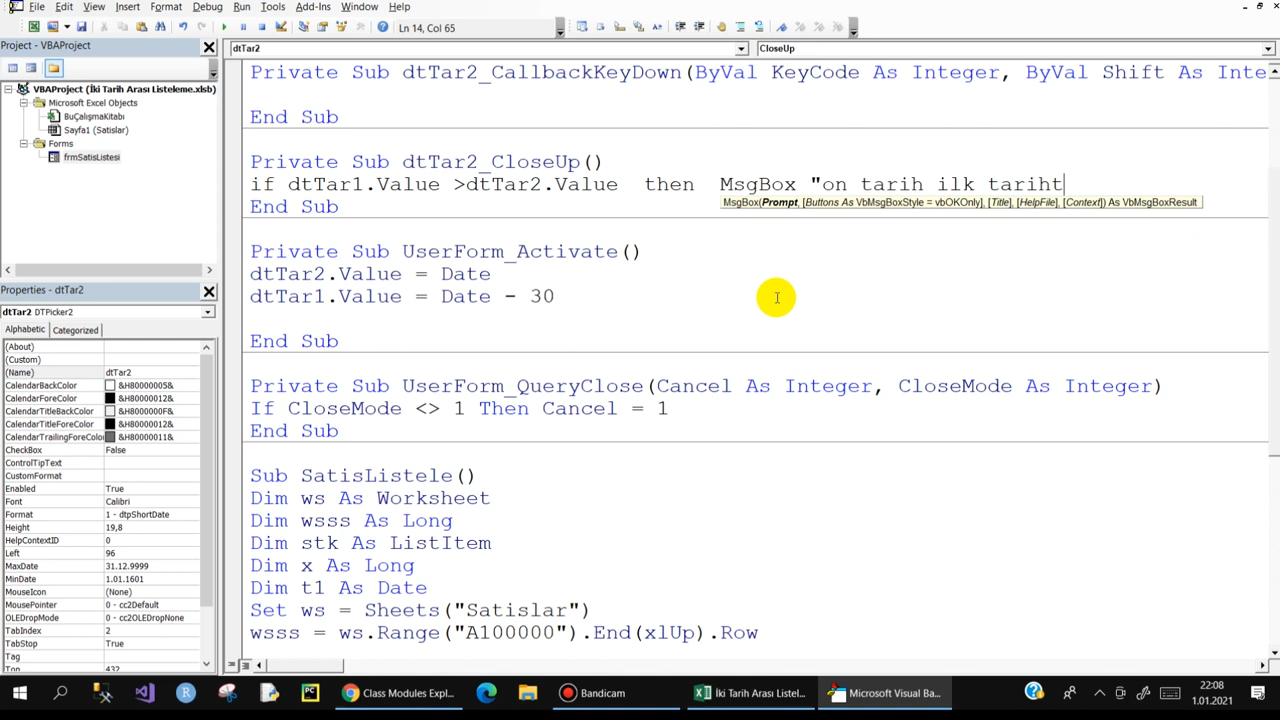 File Edit View Insert Format Debug Run Tools Add-Ins Window Help
Ln 14, Col 65
Project - VBAProject
dtTar2
CloseUp
VBAProject (İki Tarih Arası Listeleme.xlsb)
Microsoft Excel Objects
BuÇalışmaKitabı
Sayfa1 (Satislar)
Forms
frmSatisListesi
Properties - dtTar2
dtTar2 DTPicker2
Alphabetic Categorized
(About)
(Custom)
(Name) dtTar2
CalendarBackColor &H80000005&
CalendarForeColor &H80000012&
CalendarTitleBackColor &H8000000F&
CalendarTitleForeColor &H80000012&
CalendarTrailingForeColo &H80000011&
CheckBox False
ControlTipText
CustomFormat
Enabled True
Font Calibri
Format 1 - dtpShortDate
Height 19,8
HelpContextID 0
Left 96
MaxDate 31.12.9999
MinDate 1.01.1601
MouseIcon (None)
MousePointer 0 - cc2Default
OLEDropMode 0 - cc2OLEDropNone
TabIndex 2
TabStop True
Tag
Top 432
Private Sub dtTar2_CallbackKeyDown(ByVal KeyCode As Integer, ByVal Shift As Inte
End Sub
Private Sub dtTar2_CloseUp()
if dtTar1.Value >dtTar2.Value then MsgBox "on tarih ilk tariht
MsgBox(Prompt, [Buttons As VbMsgBoxStyle = vbOKOnly], [Title], [HelpFile], [Context]) As VbMsgBoxResult
End Sub
Private Sub UserForm_Activate()
dtTar2.Value = Date
dtTar1.Value = Date - 30
End Sub
Private Sub UserForm_QueryClose(Cancel As Integer, CloseMode As Integer)
If CloseMode <> 1 Then Cancel = 1
End Sub
Sub SatisListele()
Dim ws As Worksheet
Dim wsss As Long
Dim stk As ListItem
Dim x As Long
Dim t1 As Date
Set ws = Sheets("Satislar")
wsss = ws.Range("A100000").End(xlUp).Row
Class Modules Expl...
Bandicam
İki Tarih Arası Listel...
Microsoft Visual Ba...
22:08
1.01.2021